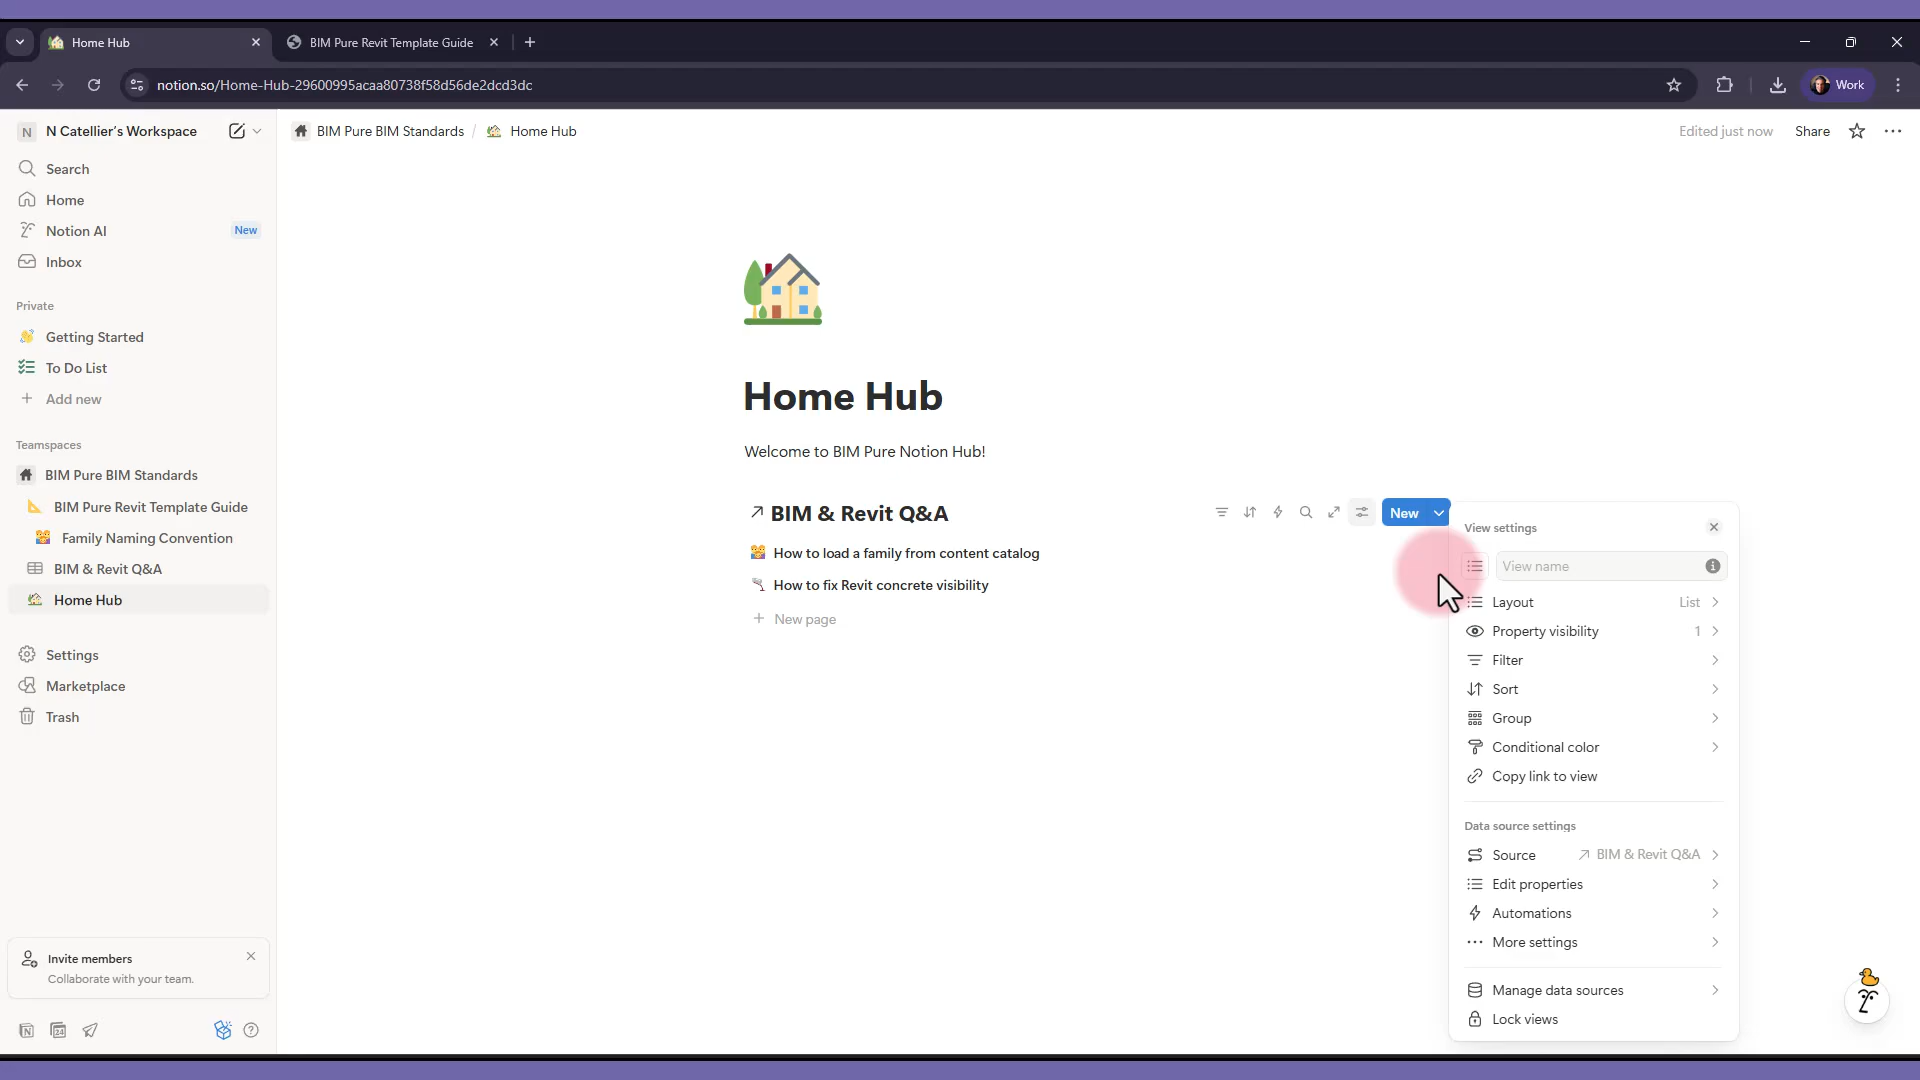 Home Hub
BIM Pure Revit Template Guide
notion.so/Home-Hub-29600995acaa80738f58d56de2dcd3dc
Work
N
N Catellier's Workspace
Search
Home
Notion AI
New
Inbox
Private
Getting Started
To Do List
Add new
Teamspaces
BIM Pure BIM Standards
BIM Pure Revit Template Guide
Family Naming Convention
BIM & Revit Q&A
Home Hub
Settings
Marketplace
Trash
Invite members
Collaborate with your team.
24
BIM Pure BIM Standards / Home Hub
Edited just now
Share
Home Hub
Welcome to BIM Pure Notion Hub!
BIM & Revit Q&A
New
How to load a family from content catalog
How to fix Revit concrete visibility
New page
View settings
View name
Layout List
Property visibility 1
Filter
Sort
Group
Conditional color
Copy link to view
Data source settings
Source BIM & Revit Q&A
Edit properties
Automations
More settings
Manage data sources
Lock views